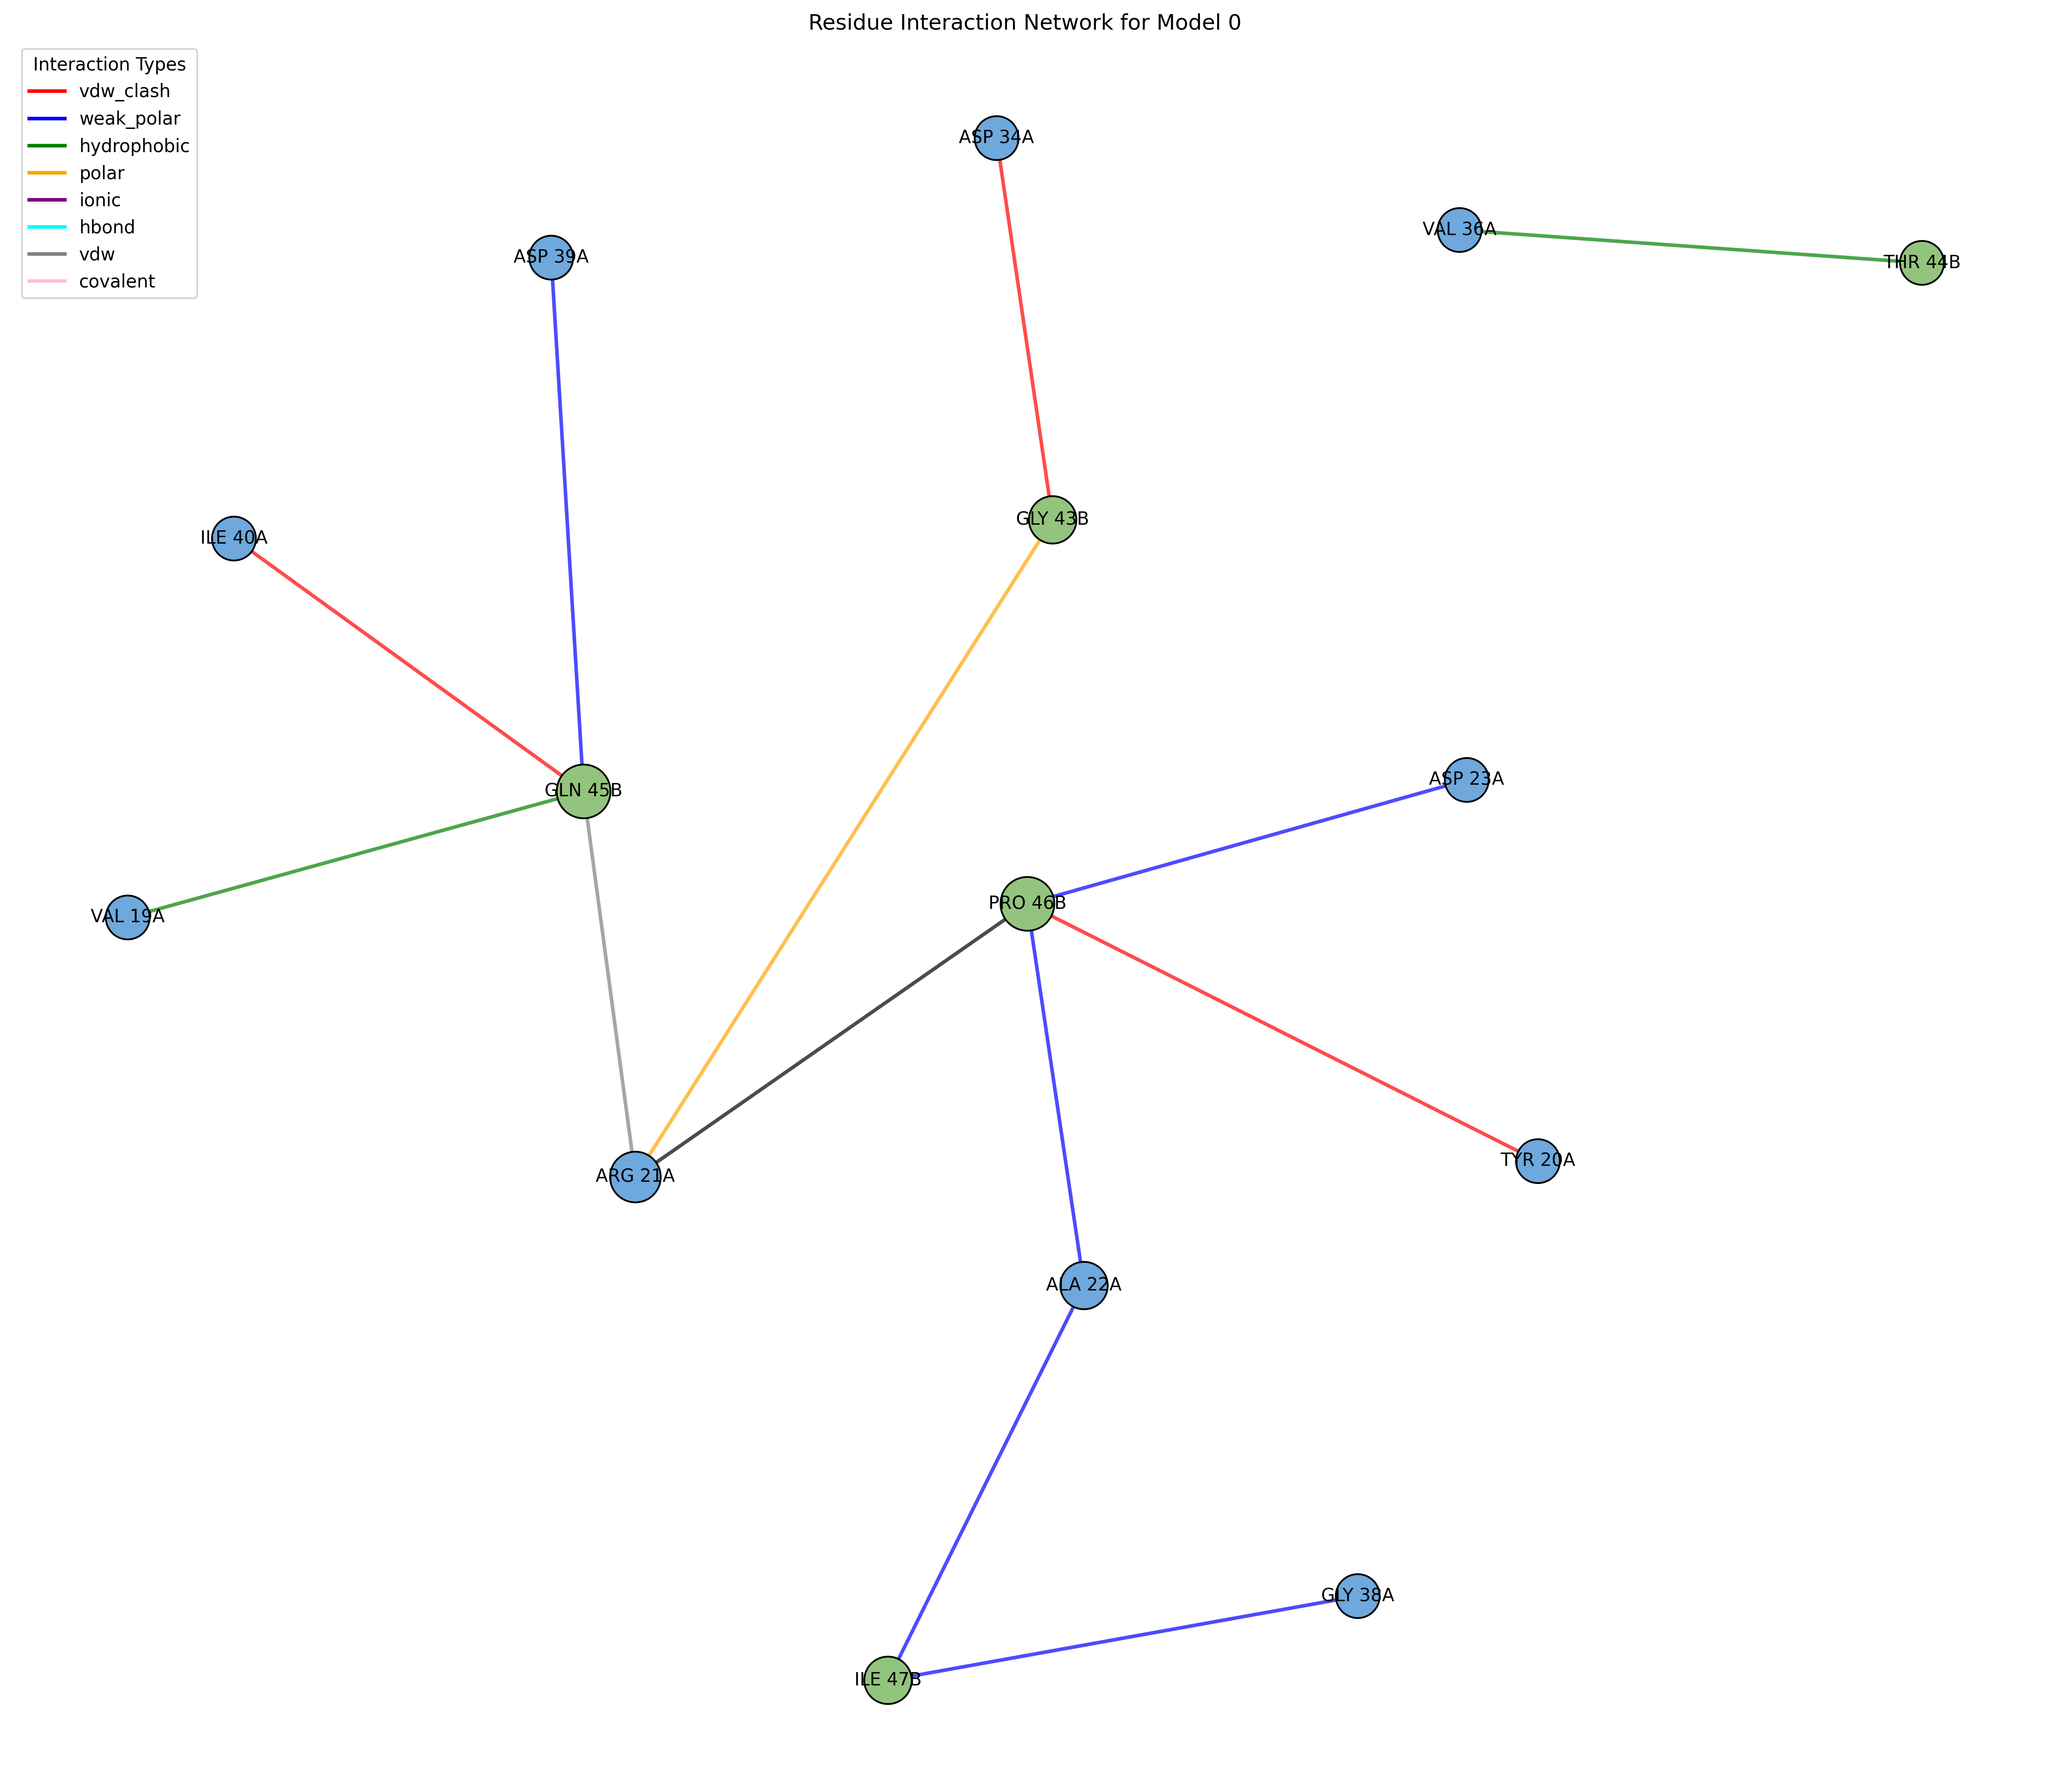 Residue Interaction Network for Model 0
Interaction Types
vdw_clash
weak_polar
hydrophobic
polar
ionic
hbond
vdw
covalent
ASP 34A
VAL 36A
ASP 39A
THR 44B
GLY 43B
ILE 40A
ASP 23A
GLN 45B
PRO 46B
VAL 19A
TYR 20A
ARG 21A
ALA 22A
GLY 38A
ILE 47B